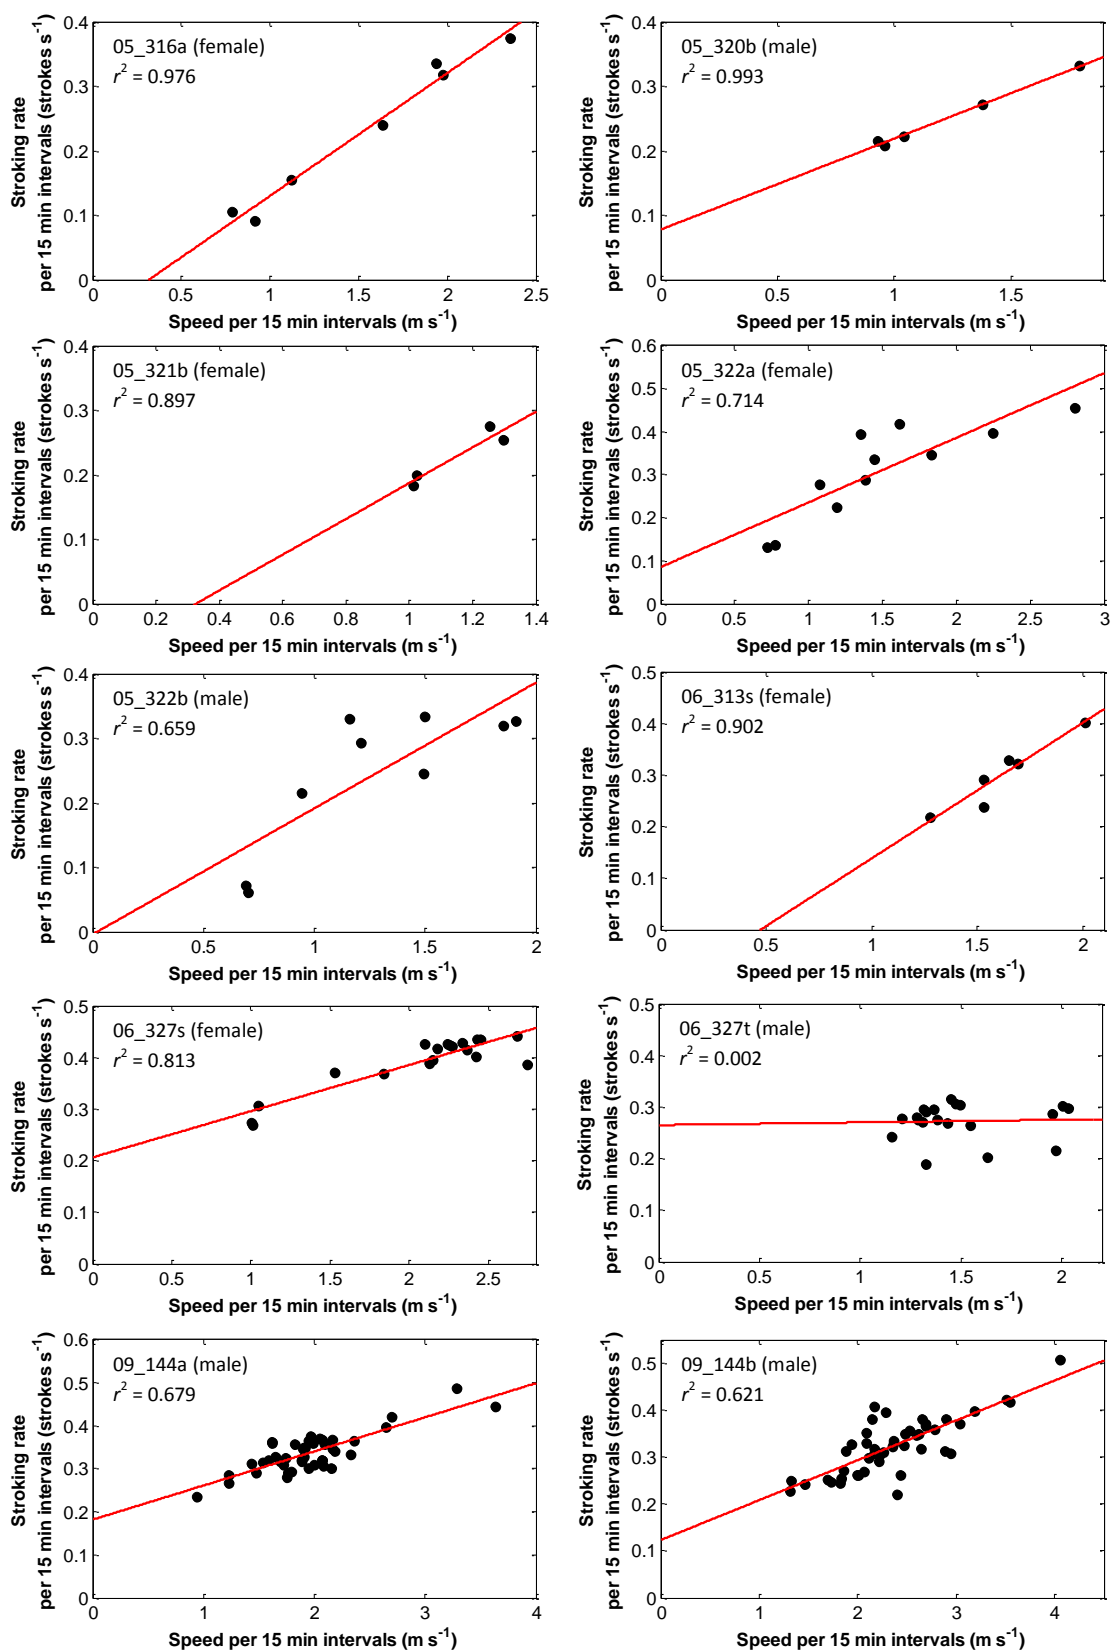 05_316a (female)
r² = 0.976
Stroking rate
per 15 min intervals (strokes s⁻¹)
0.4
0.3
0.2
0.1
0
0 0.5 1 1.5 2 2.5
Speed per 15 min intervals (m s⁻¹)
05_320b (male)
r² = 0.993
Stroking rate
per 15 min intervals (strokes s⁻¹)
0.4
0.3
0.2
0.1
0
0 0.5 1 1.5
Speed per 15 min intervals (m s⁻¹)
05_321b (female)
r² = 0.897
Stroking rate
per 15 min intervals (strokes s⁻¹)
0.4
0.3
0.2
0.1
0
0 0.2 0.4 0.6 0.8 1 1.2 1.4
Speed per 15 min intervals (m s⁻¹)
05_322a (female)
r² = 0.714
Stroking rate
per 15 min intervals (strokes s⁻¹)
0.6
0.5
0.4
0.3
0.2
0.1
0
0 0.5 1 1.5 2 2.5 3
Speed per 15 min intervals (m s⁻¹)
05_322b (male)
r² = 0.659
Stroking rate
per 15 min intervals (strokes s⁻¹)
0.4
0.3
0.2
0.1
0
0 0.5 1 1.5 2
Speed per 15 min intervals (m s⁻¹)
06_313s (female)
r² = 0.902
Stroking rate
per 15 min intervals (strokes s⁻¹)
0.5
0.4
0.3
0.2
0.1
0
0 0.5 1 1.5 2
Speed per 15 min intervals (m s⁻¹)
06_327s (female)
r² = 0.813
Stroking rate
per 15 min intervals (strokes s⁻¹)
0.5
0.4
0.3
0.2
0.1
0
0 0.5 1 1.5 2 2.5
Speed per 15 min intervals (m s⁻¹)
06_327t (male)
r² = 0.002
Stroking rate
per 15 min intervals (strokes s⁻¹)
0.5
0.4
0.3
0.2
0.1
0
0 0.5 1 1.5 2
Speed per 15 min intervals (m s⁻¹)
09_144a (male)
r² = 0.679
Stroking rate
per 15 min intervals (strokes s⁻¹)
0.6
0.5
0.4
0.3
0.2
0.1
0
0 1 2 3 4
Speed per 15 min intervals (m s⁻¹)
09_144b (male)
r² = 0.621
Stroking rate
per 15 min intervals (strokes s⁻¹)
0.5
0.4
0.3
0.2
0.1
0
0 1 2 3 4
Speed per 15 min intervals (m s⁻¹)